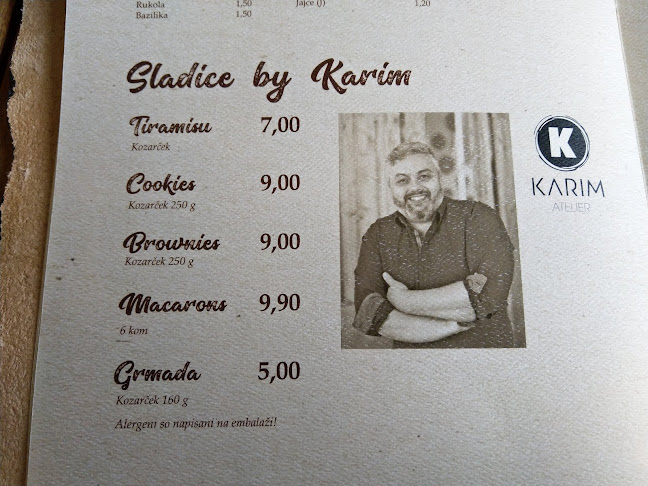 Rukola 1,50 Jajce (J) 1,20
Bazilika 1.50
Sladice by Karim
Tiramisu 7,00
Kozarček
Cookies 9,00
Kozarček 250 g
Brownies 9,00
Kozarček 250 g
Macarons 9,90
6 kom
Grmada 5,00
Kozarček 160 g
Alergeni so napisani na embalaži!
K
KARIM
ATELIER